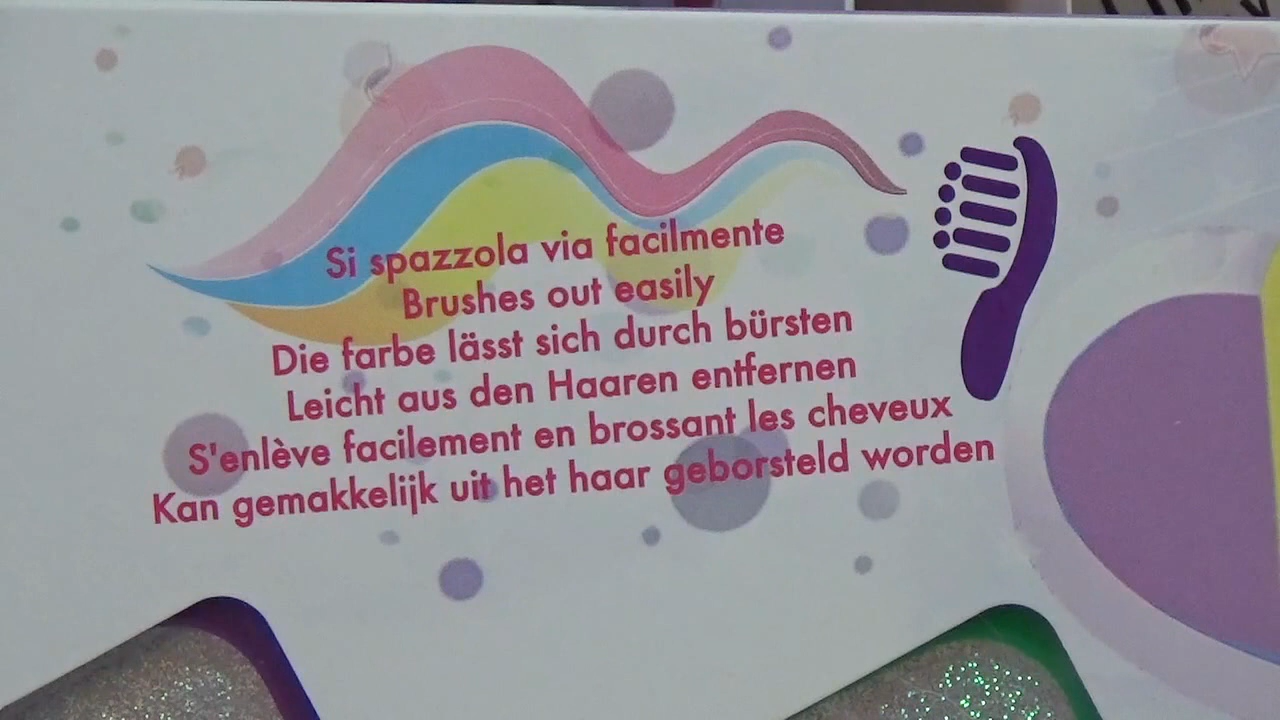 Si spazzola via facilmente
Brushes out easily
Die farbe lässt sich durch bürsten
Leicht aus den Haaren entfernen
S'enlève facilement en brossant les cheveux
Kan gemakkelijk uit het haar geborsteld worden